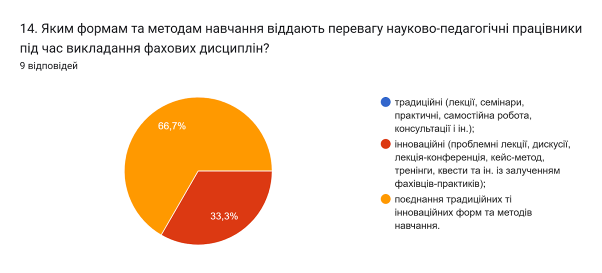 14. Яким формам та методам навчання віддають перевагу науково-педагогічні працівники
під час викладання фахових дисциплін?
9 відповідей
66,7%
33,3%
традиційні (лекції, семінари,
практичні, самостійна робота,
консультації і ін.);
інноваційні (проблемні лекції, дискусії,
лекція-конференція, кейс-метод,
тренінги, квести та ін. із залученням
фахівців-практиків);
поєднання традиційних ті
інноваційних форм та методів
навчання.